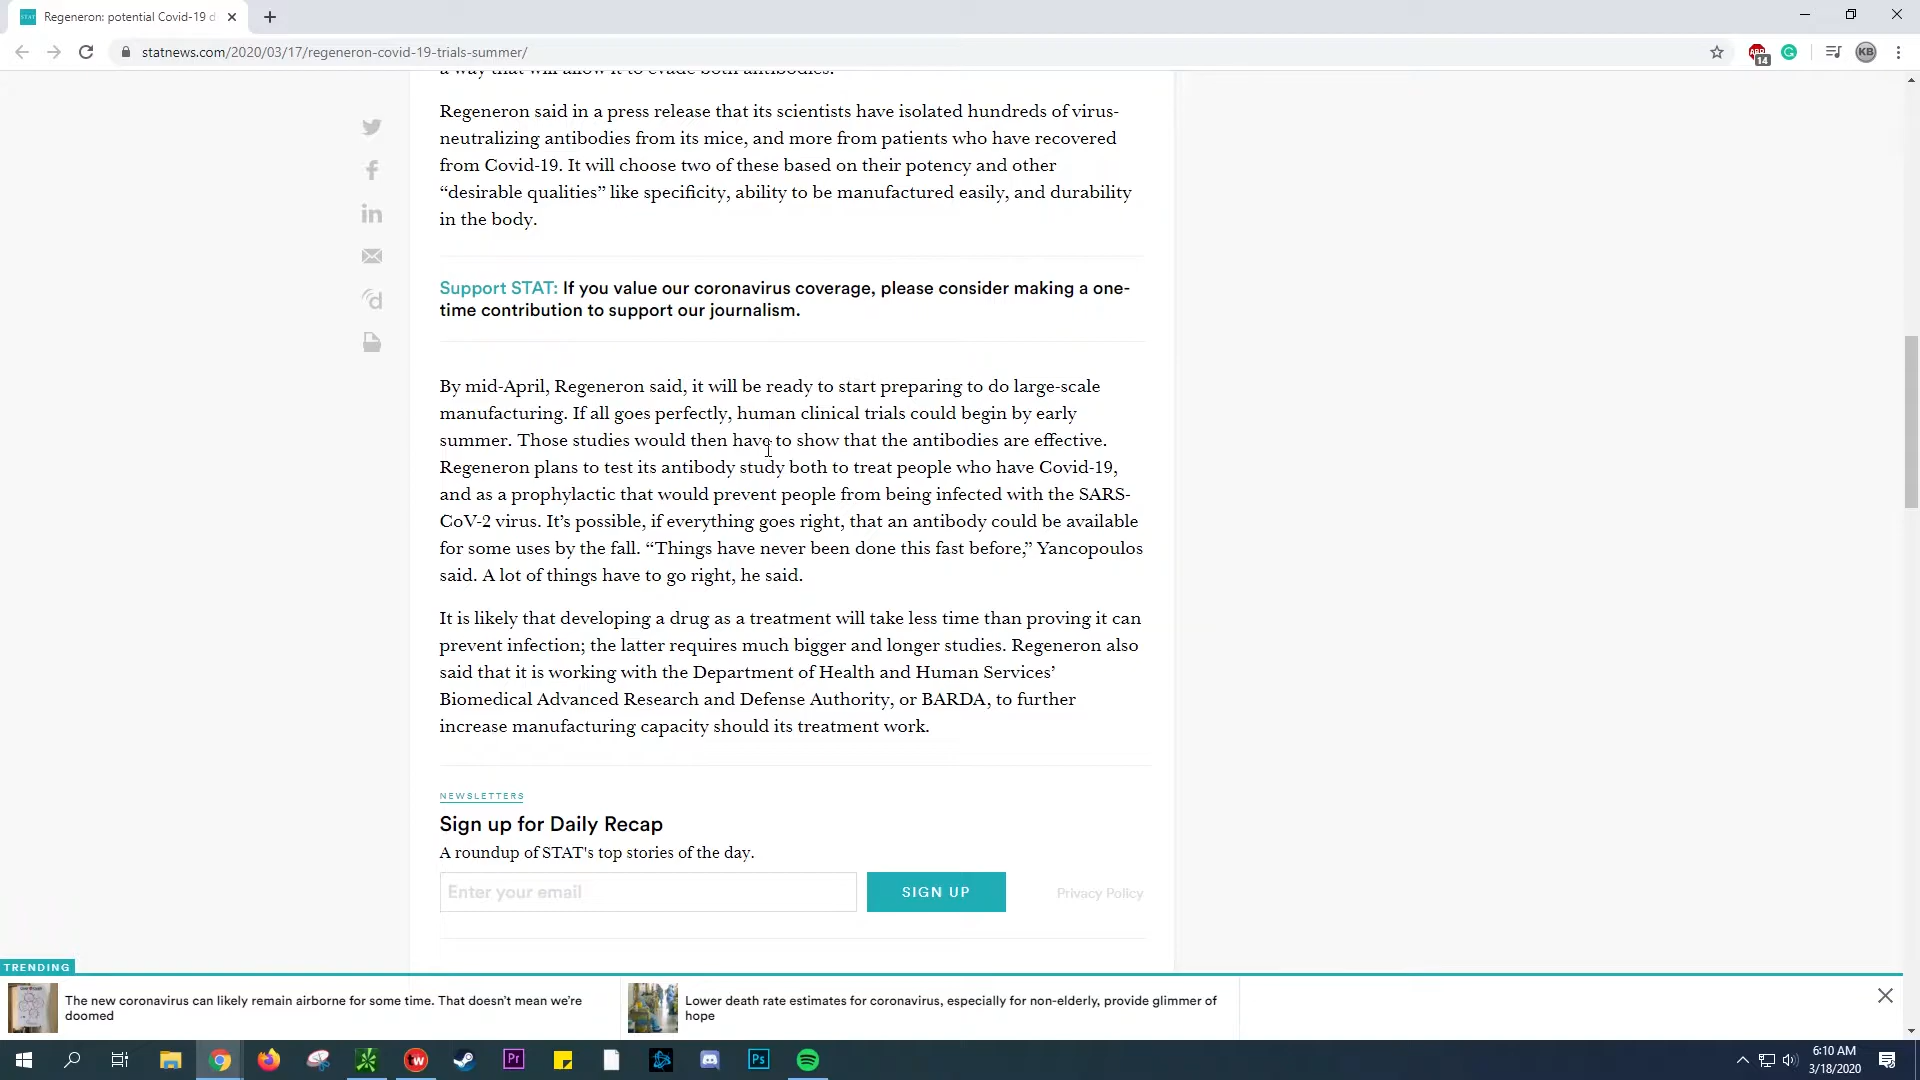 Regeneron: potential Covid-19 d
statnews.com/2020/03/17/regeneron-covid-19-trials-summer/
ABP
14
KB
a way that will allow it to evade both antibodies.
Regeneron said in a press release that its scientists have isolated hundreds of virus-
neutralizing antibodies from its mice, and more from patients who have recovered
from Covid-19. It will choose two of these based on their potency and other
“desirable qualities” like specificity, ability to be manufactured easily, and durability
in the body.
Support STAT: If you value our coronavirus coverage, please consider making a one-
time contribution to support our journalism.
By mid-April, Regeneron said, it will be ready to start preparing to do large-scale
manufacturing. If all goes perfectly, human clinical trials could begin by early
summer. Those studies would then have to show that the antibodies are effective.
Regeneron plans to test its antibody study both to treat people who have Covid-19,
and as a prophylactic that would prevent people from being infected with the SARS-
CoV-2 virus. It’s possible, if everything goes right, that an antibody could be available
for some uses by the fall. “Things have never been done this fast before,” Yancopoulos
said. A lot of things have to go right, he said.
It is likely that developing a drug as a treatment will take less time than proving it can
prevent infection; the latter requires much bigger and longer studies. Regeneron also
said that it is working with the Department of Health and Human Services’
Biomedical Advanced Research and Defense Authority, or BARDA, to further
increase manufacturing capacity should its treatment work.
NEWSLETTERS
Sign up for Daily Recap
A roundup of STAT's top stories of the day.
Enter your email
SIGN UP
Privacy Policy
TRENDING
The new coronavirus can likely remain airborne for some time. That doesn’t mean we’re
doomed
Lower death rate estimates for coronavirus, especially for non-elderly, provide glimmer of
hope
tw
Pr
Ps
6:10 AM
3/18/2020